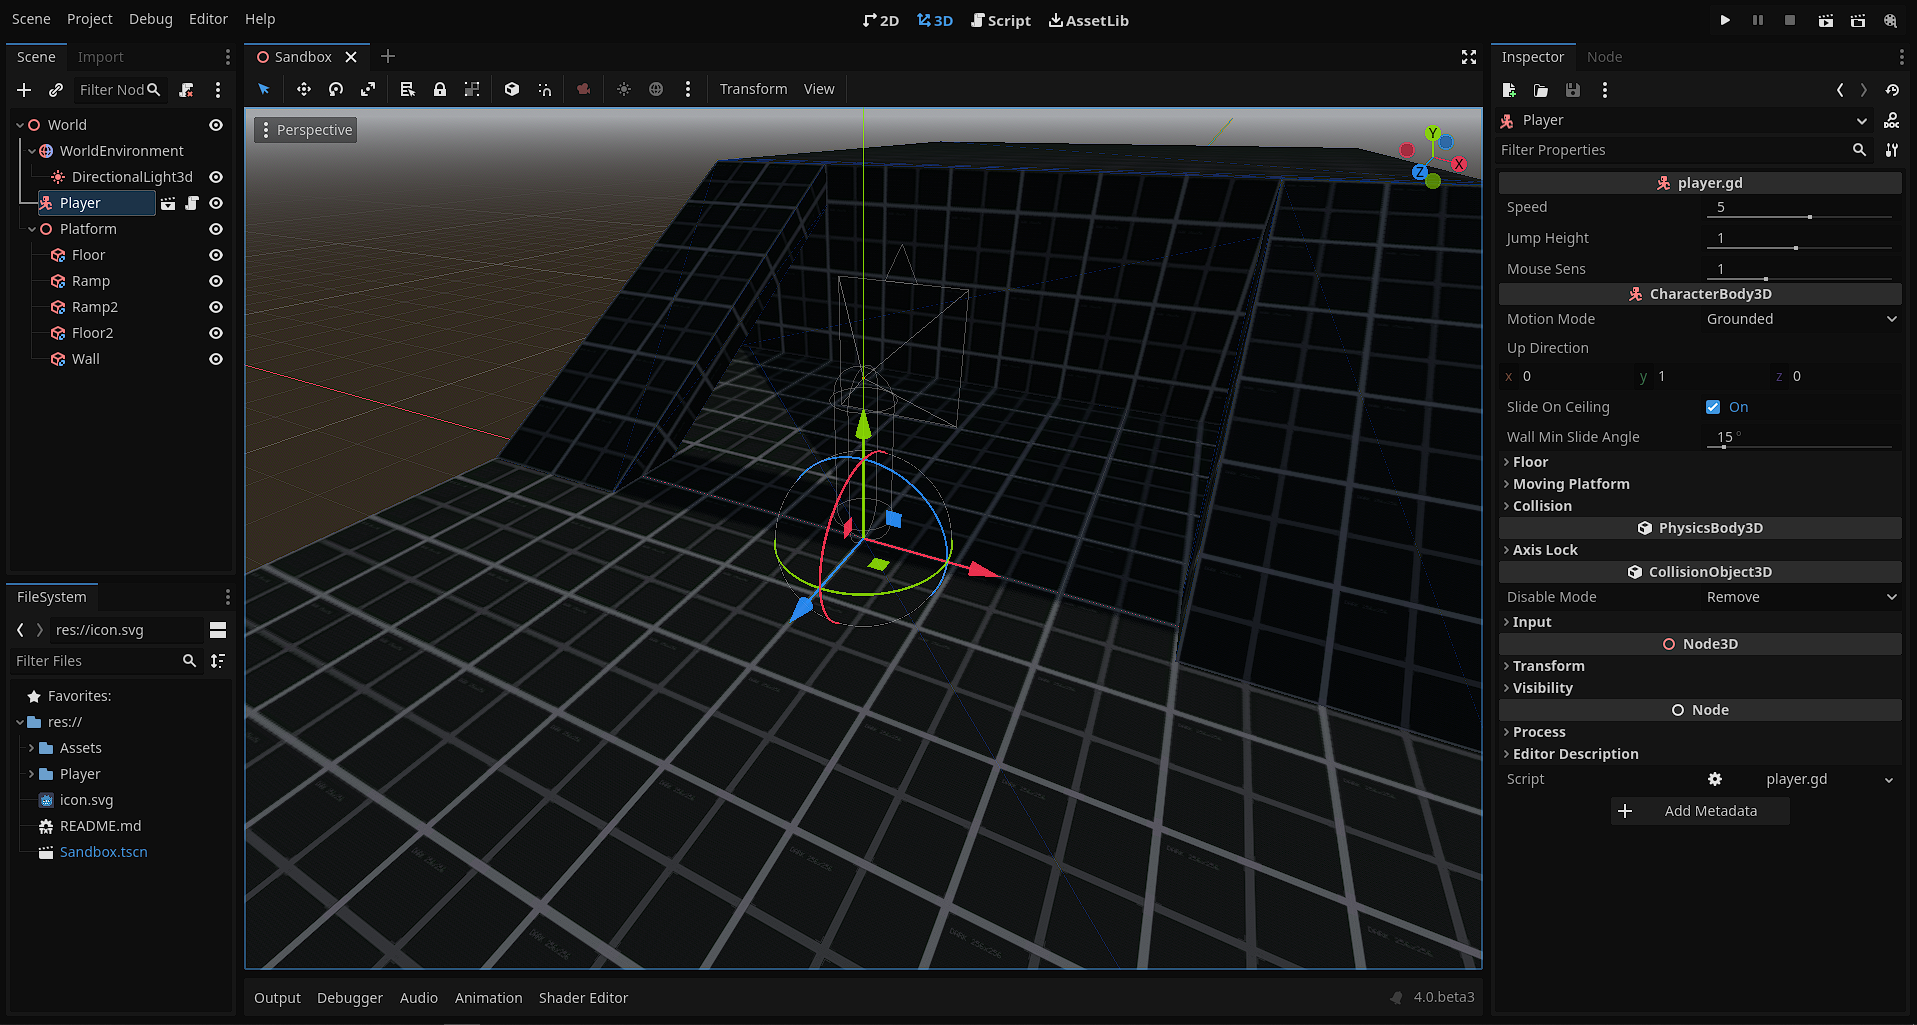 Scene Project Debug Editor Help
2D 3D Script AssetLib
Scene Import
Filter Nod
World
WorldEnvironment
DirectionalLight3d
Player
Platform
Floor
Ramp
Ramp2
Floor2
Wall
FileSystem
res://icon.svg
Filter Files
Favorites:
res://
Assets
Player
icon.svg
README.md
Sandbox.tscn
Sandbox
Transform View
Perspective
Y
X
Z
Output Debugger Audio Animation Shader Editor
4.0.beta3
Inspector Node
Player
Filter Properties
player.gd
Speed 5
Jump Height 1
Mouse Sens 1
CharacterBody3D
Motion Mode Grounded
Up Direction
x 0 y 1 z 0
Slide On Ceiling On
Wall Min Slide Angle 15 °
Floor
Moving Platform
Collision
PhysicsBody3D
Axis Lock
CollisionObject3D
Disable Mode Remove
Input
Node3D
Transform
Visibility
Node
Process
Editor Description
Script player.gd
Add Metadata